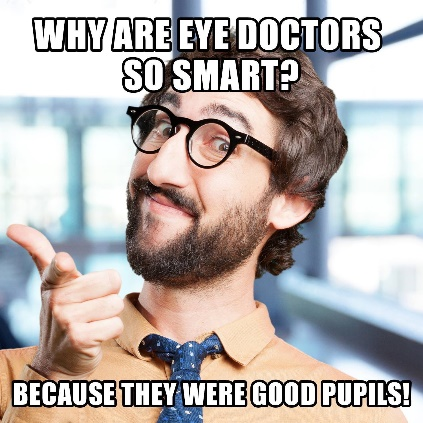 WHY ARE EYE DOCTORS
SO SMART?
BECAUSE THEY WERE GOOD PUPILS!